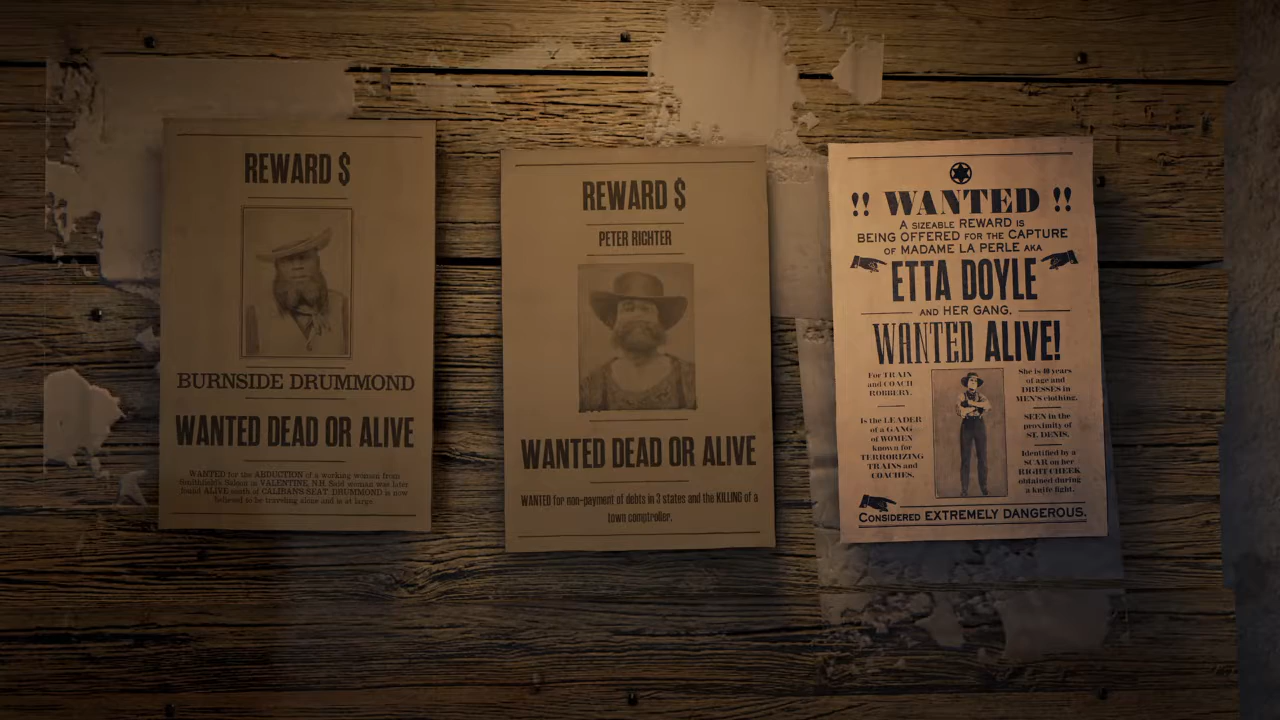 REWARD $
BURNSIDE DRUMMOND
WANTED DEAD OR ALIVE
WANTED for the ABDUCTION of a working women from
Smithfield's Saloon in VALENTINE, N.H. Said woman was later
found ALIVE south of CALIBANS SEAT. DRUMMOND is now
believed to be traveling alone and is at large.
REWARD $
PETER RICHTER
WANTED DEAD OR ALIVE
WANTED for non-payment of debts in 3 states and the KILLING of a
town comptroller.
!! WANTED !!
A SIZEABLE REWARD IS
BEING OFFERED FOR THE CAPTURE
OF MADAME LA PERLE AKA
ETTA DOYLE
AND HER GANG.
WANTED ALIVE!
For TRAIN
and COACH
ROBBERY.
Is the LEADER
of a GANG
of WOMEN
known for
TERRORIZING
TRAINS and
COACHES.
She is 40 years
of age and
DRESSES in
MEN's clothing.
SEEN in the
proximity of
ST. DENIS.
Identified by a
SCAR on her
RIGHT CHEEK
obtained during
a knife fight.
CONSIDERED EXTREMELY DANGEROUS.